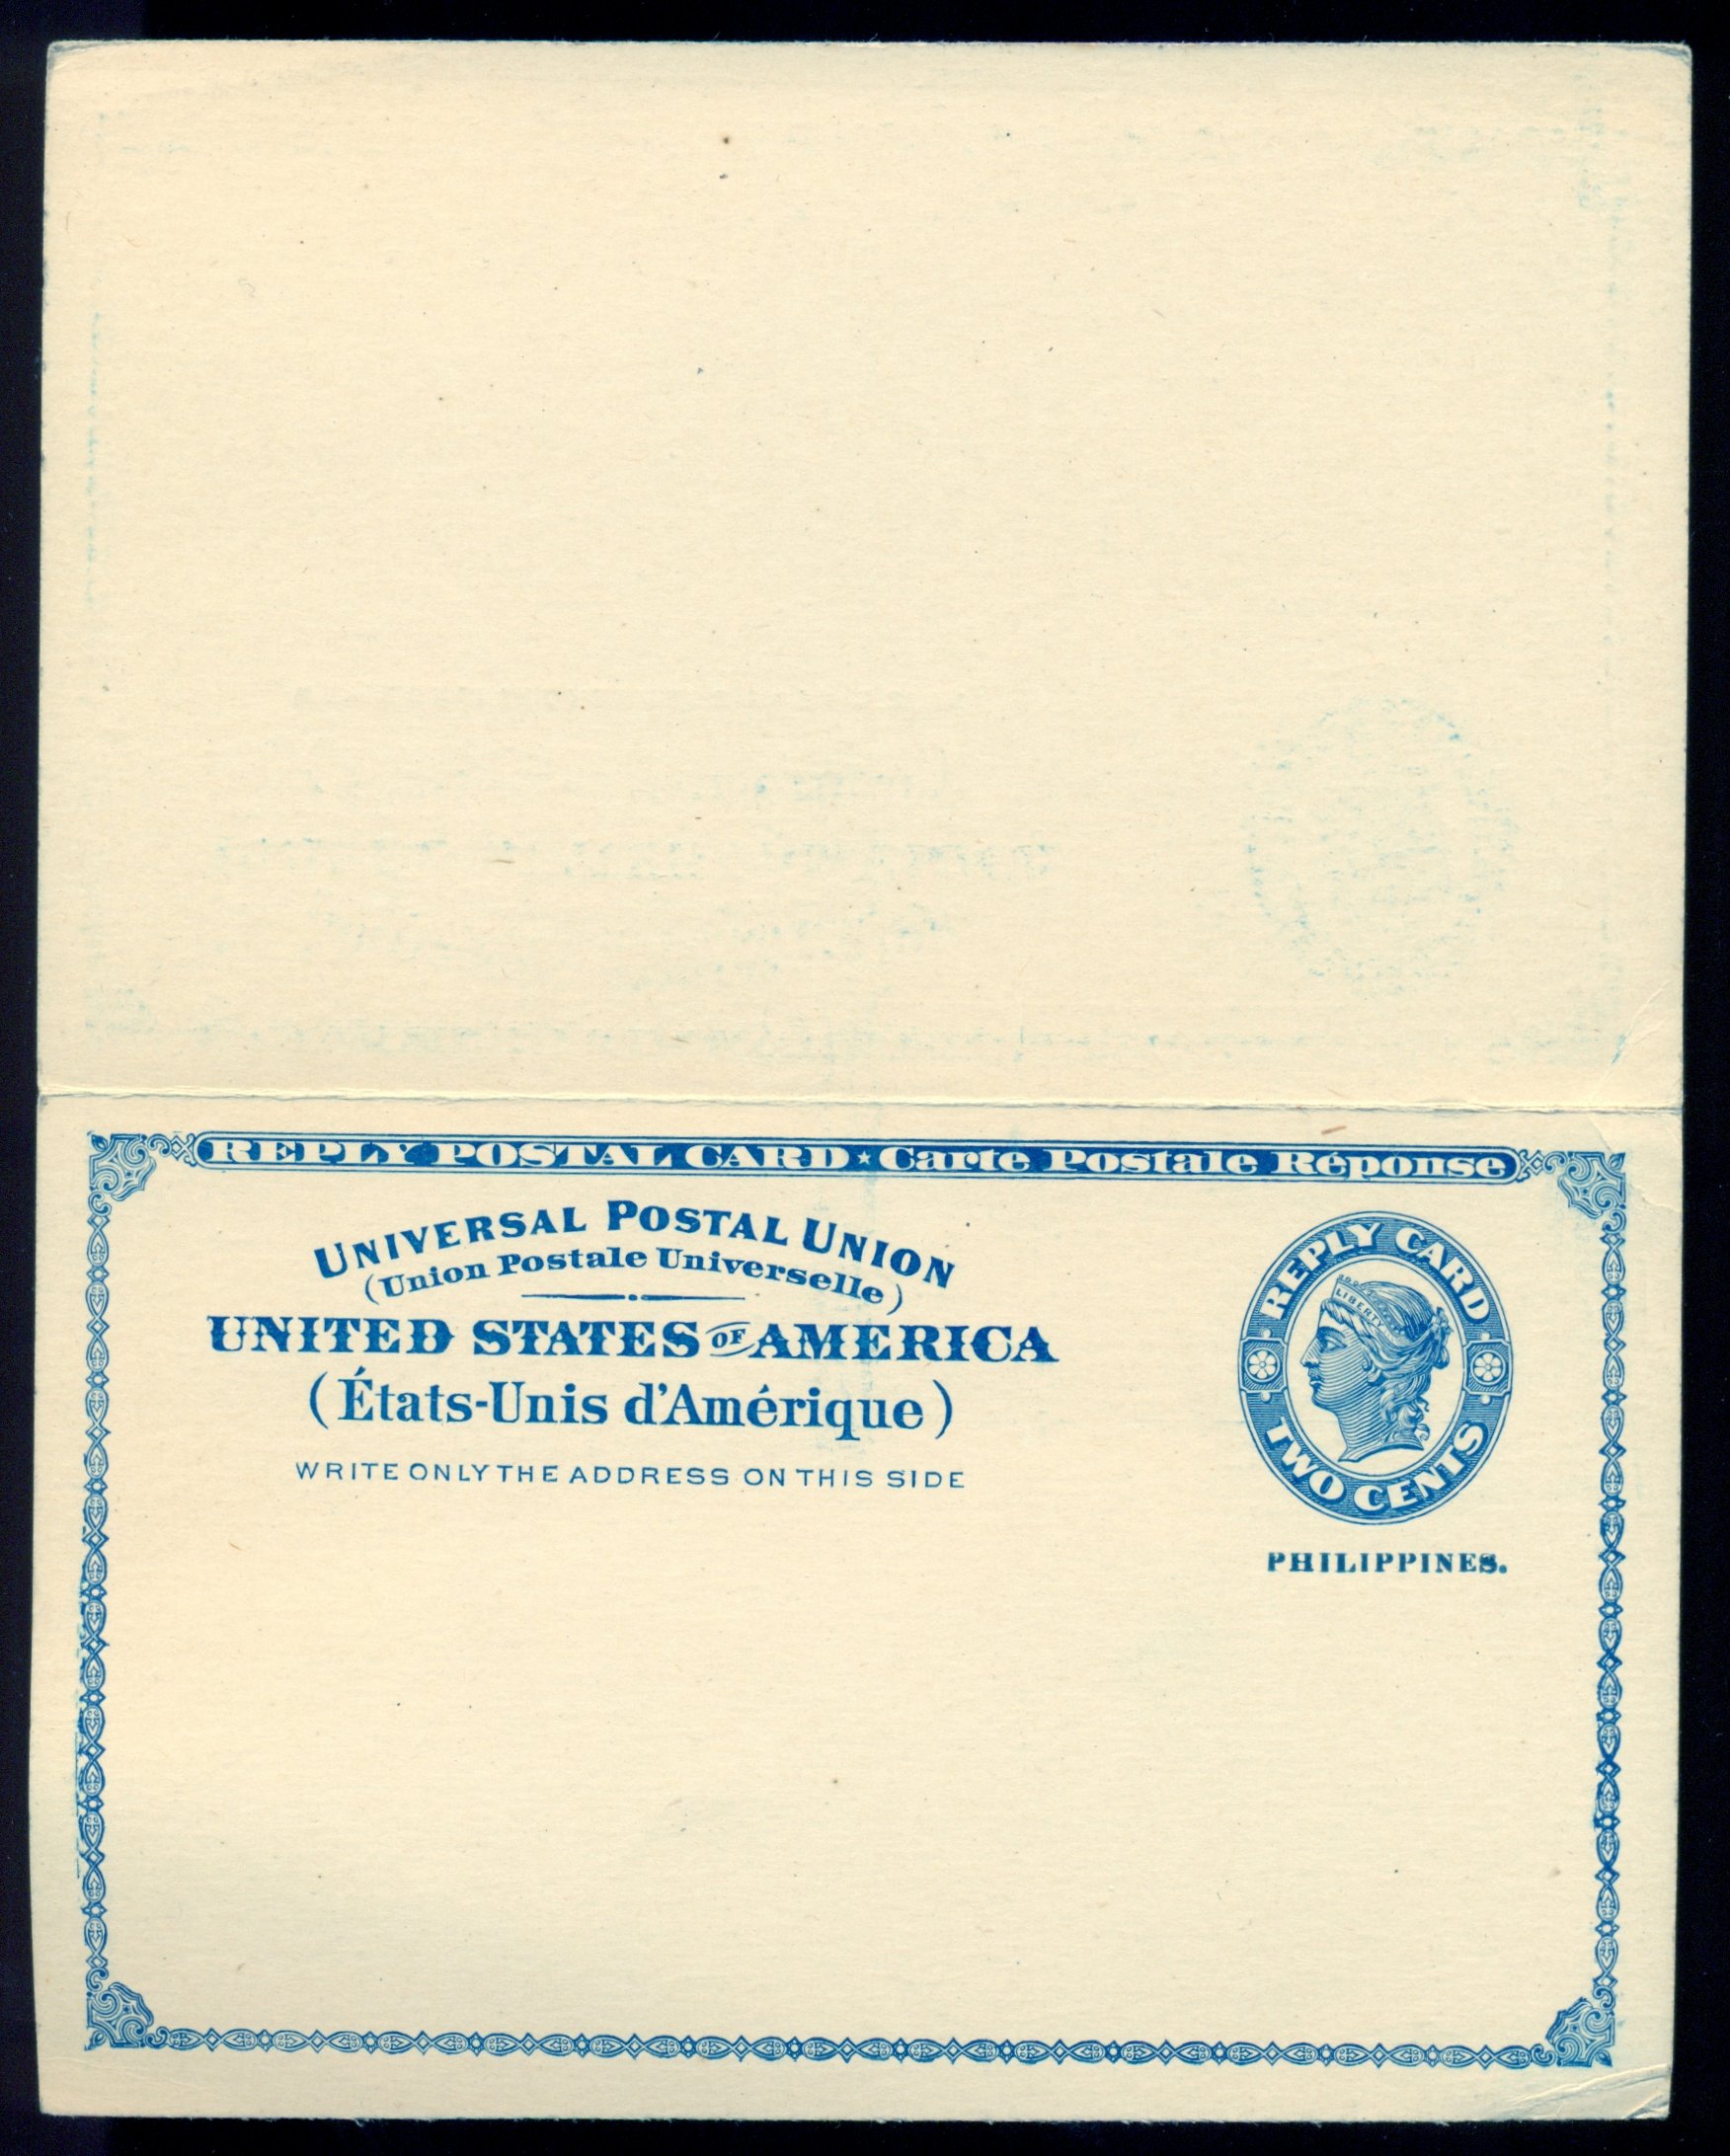 REPLY POSTAL CARD ★ Carte Postale Réponse
UNIVERSAL POSTAL UNION
(Union Postale Universelle)
UNITED STATES OF AMERICA
(États-Unis d'Amérique)
WRITE ONLY THE ADDRESS ON THIS SIDE
REPLY CARD
LIBERTY
TWO CENTS
PHILIPPINES.